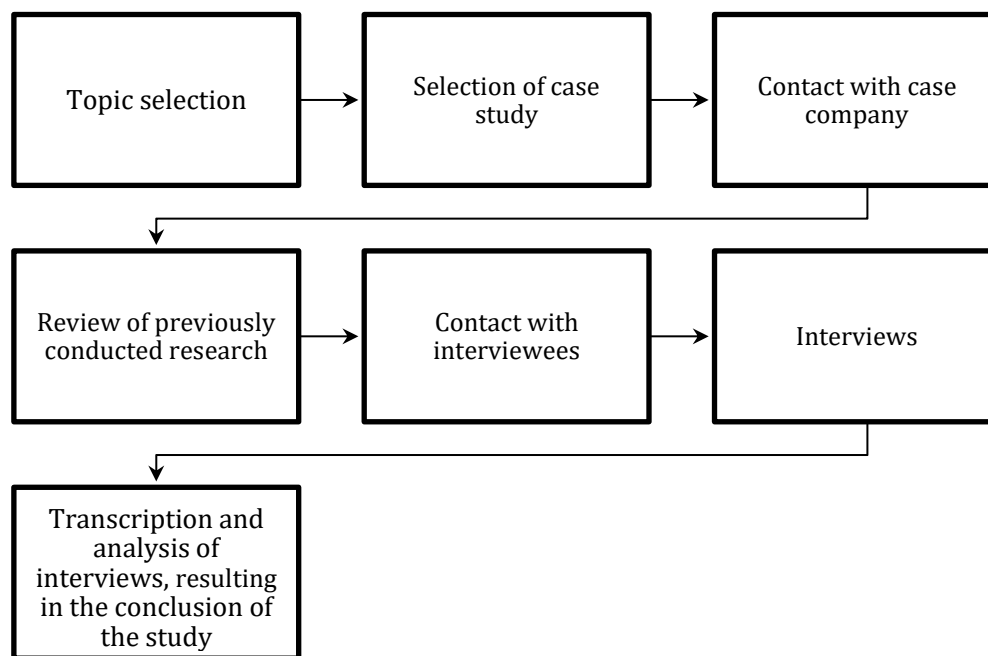 Topic selection
Selection of case
study
Contact with case
company
Review of previously
conducted research
Contact with
interviewees
Interviews
Transcription and
analysis of
interviews, resulting
in the conclusion of
the study